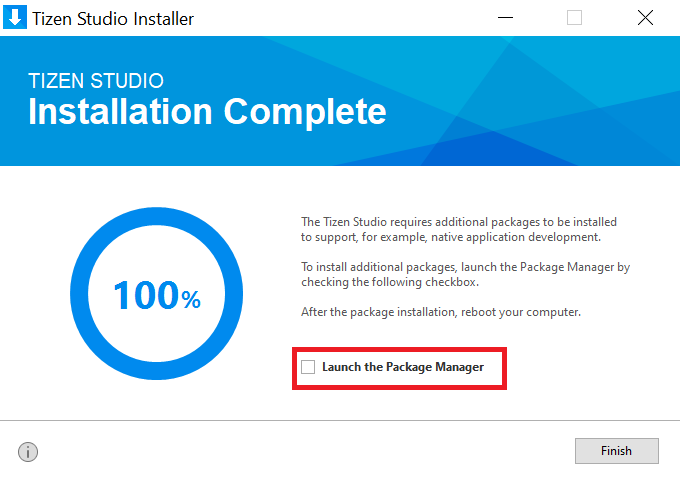 Tizen Studio Installer
TIZEN STUDIO
Installation Complete
The Tizen Studio requires additional packages to be installed
to support, for example, native application development.
100%
To install additional packages, launch the Package Manager by
checking the following checkbox.
After the package installation, reboot your computer.
Launch the Package Manager
Finish